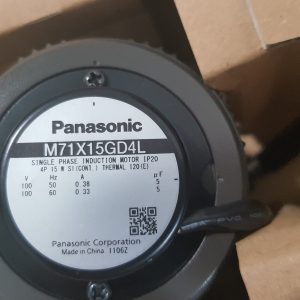 Panasonic
M71X15GD4L
SINGLE PHASE INDUCTION MOTOR IP20
4P 15 W S1(CONT.) THERMAL 120(E)
V Hz A μF
100 50 0.38 5
100 60 0.33 5
Panasonic Corporation
Made in China 1106Z